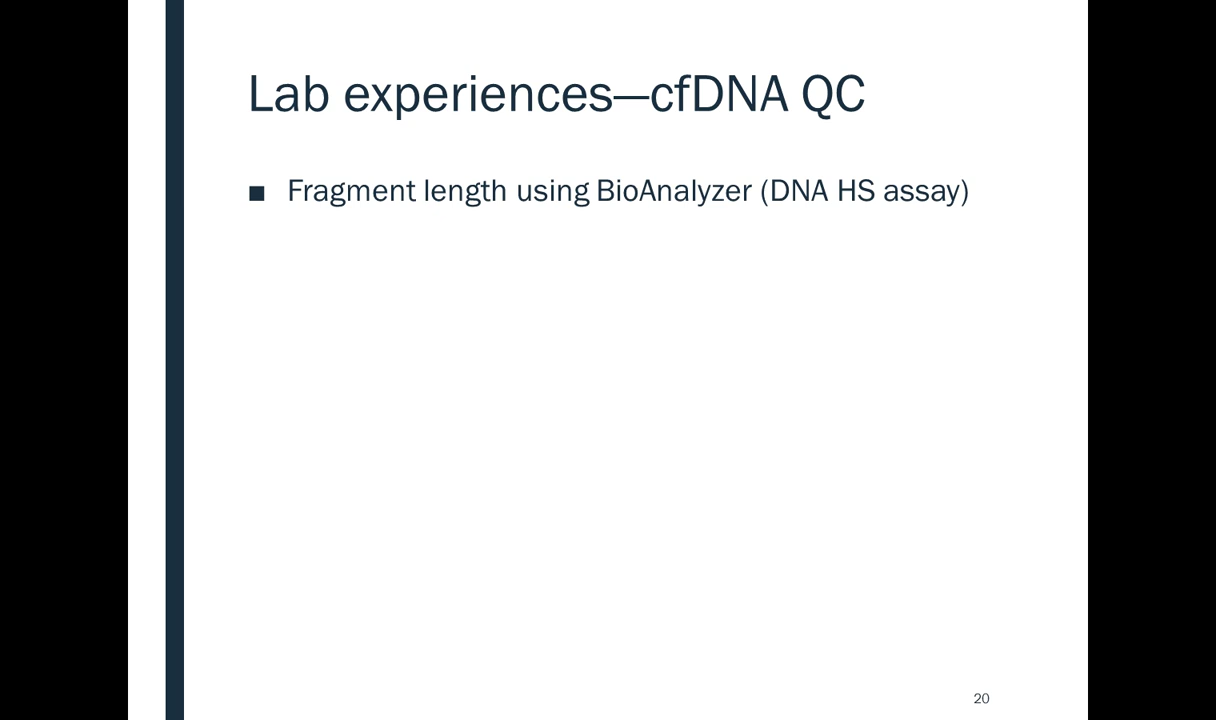 Lab experiences—cfDNA QC
■ Fragment length using BioAnalyzer (DNA HS assay)
20